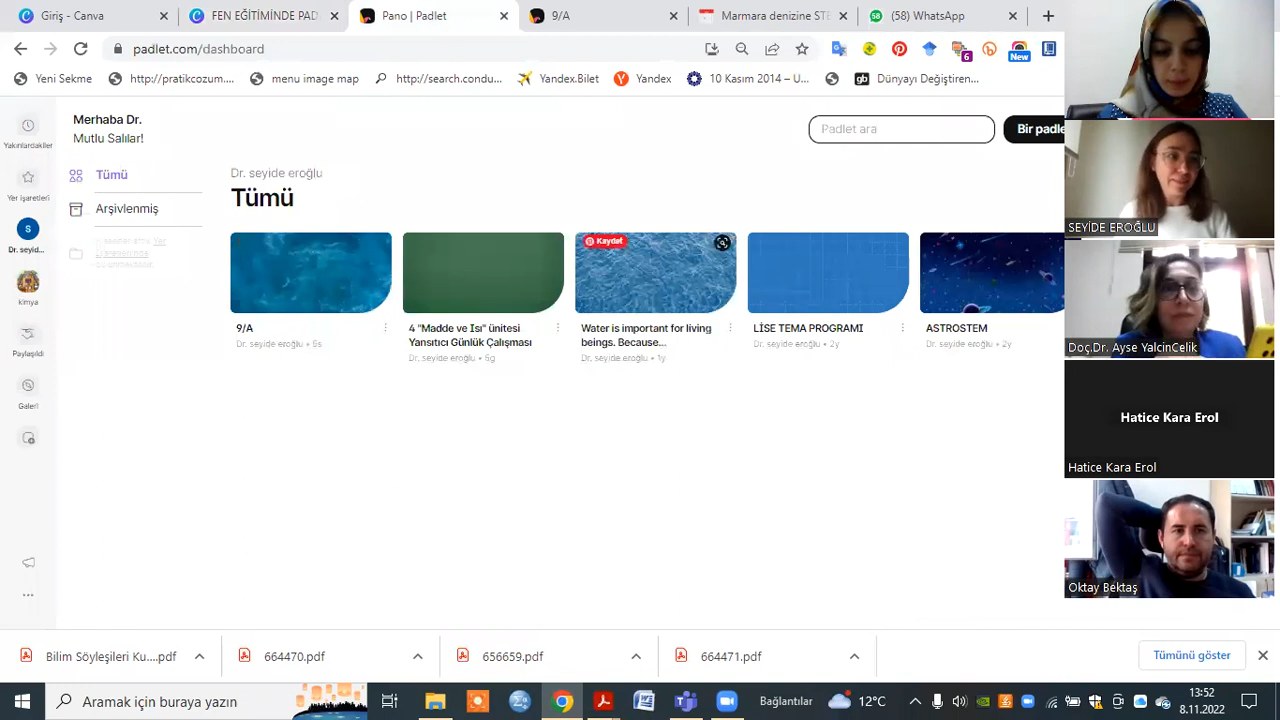 Giriş - Canva
FEN EĞİTİMİNDE PAD
Pano | Padlet
9/A
Marmara denizine STE
58
(58) WhatsApp
padlet.com/dashboard
6
New
Yeni Sekme
http://pratikcozum....
menu image map
http://search.condu...
Yandex.Bilet
Yandex
10 Kasım 2014 – U...
gb
Dünyayı Değiştiren...
Merhaba Dr.
Mutlu Salılar!
Padlet ara
Bir padle
Yakınlardakiler
Yer işaretleri
S
Dr. seyid...
kimya
Paylaşıldı
Galeri
Tümü
Arşivlenmiş
Dr. seyide eroğlu
Tümü
Kaydet
9/A
Dr. seyide eroğlu • 5s
4 "Madde ve Isı" ünitesi
Yansıtıcı Günlük Çalışması
Dr. seyide eroğlu • 6g
Water is important for living
beings. Because...
Dr. seyide eroğlu • 1y
LİSE TEMA PROGRAMI
Dr. seyide eroğlu • 2y
ASTROSTEM
Dr. seyide eroğlu • 2y
SEYİDE EROĞLU
Doç.Dr. Ayse YalcinCelik
Hatice Kara Erol
Hatice Kara Erol
Oktay Bektaş
Bilim Söyleşileri Ku....pdf
664470.pdf
656659.pdf
664471.pdf
Tümünü göster
Aramak için buraya yazın
Bağlantılar
12°C
13:52
8.11.2022